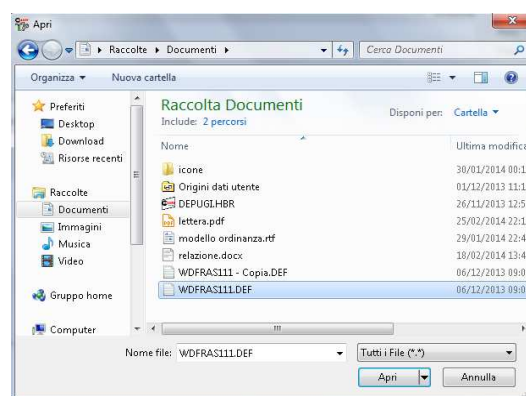 Apri
Raccolte Documenti
Cerca Documenti
Organizza Nuova cartella
Preferiti
Desktop
Download
Risorse recenti
Raccolte
Documenti
Immagini
Musica
Video
Gruppo home
Computer
Raccolta Documenti
Include: 2 percorsi
Disponi per: Cartella
Nome Ultima modifica
icone 30/01/2014 00:1
Origini dati utente 01/12/2013 11:1
DEPUGI.HBR 26/11/2013 12:5
lettera.pdf 25/02/2014 22:1
modello ordinanza.rtf 29/01/2014 22:4
relazione.docx 18/02/2014 13:4
WDFRAS111 - Copia.DEF 06/12/2013 09:0
WDFRAS111.DEF 06/12/2013 09:0
Nome file: WDFRAS111.DEF Tutti i File (*.*)
Apri Annulla